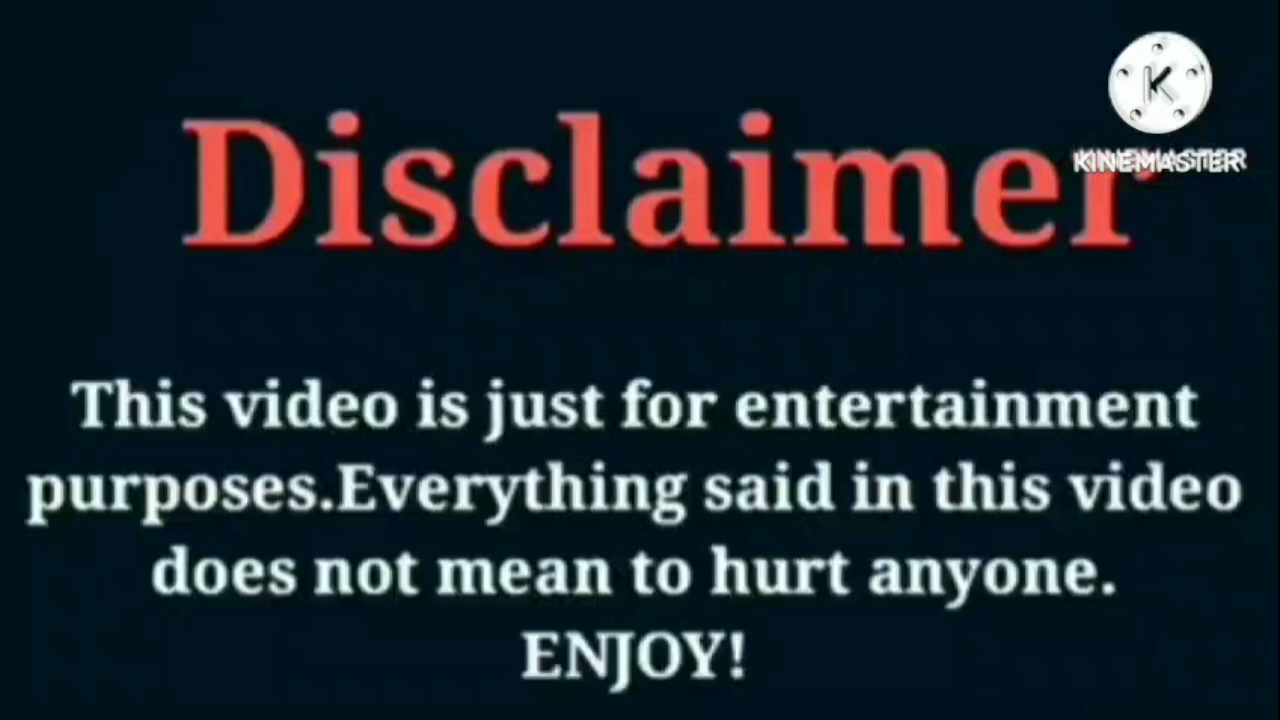 K
KINEMASTER
Disclaimer
This video is just for entertainment
purposes.Everything said in this video
does not mean to hurt anyone.
ENJOY!